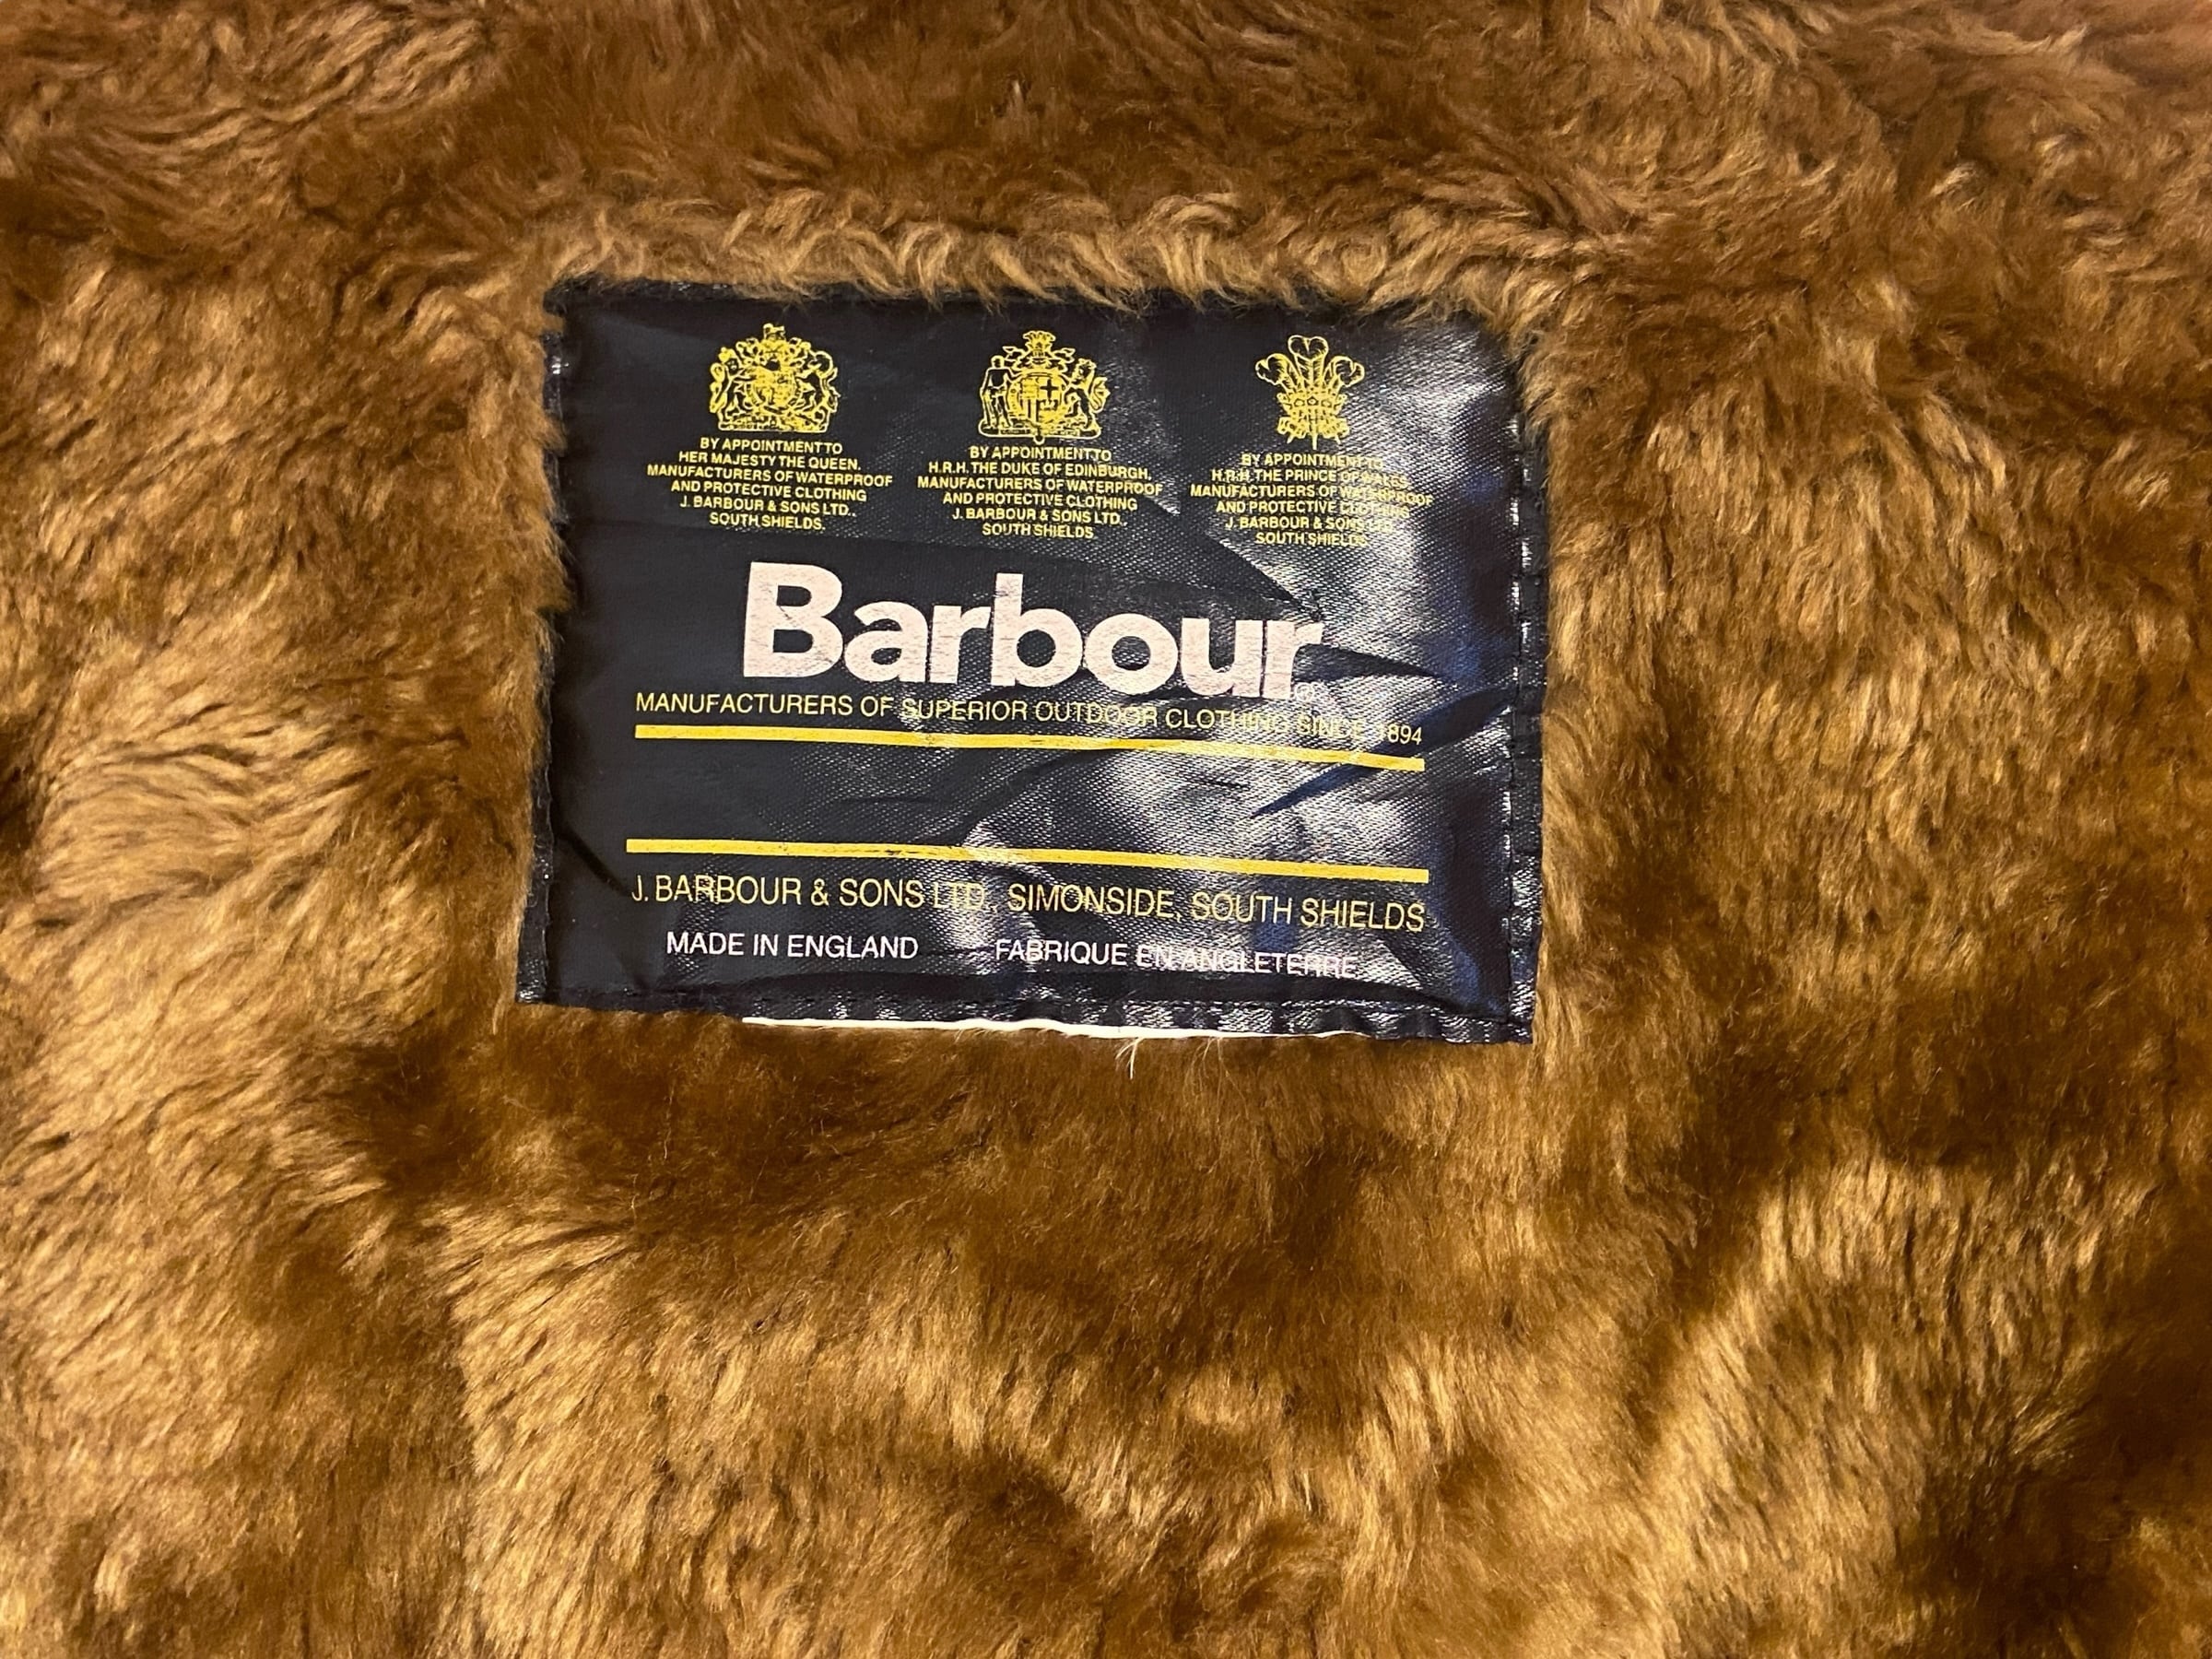 BY APPOINTMENT TO
HER MAJESTY THE QUEEN.
MANUFACTURERS OF WATERPROOF
AND PROTECTIVE CLOTHING
J. BARBOUR & SONS LTD.,
SOUTH SHIELDS.
BY APPOINTMENT TO
H.R.H. THE DUKE OF EDINBURGH,
MANUFACTURERS OF WATERPROOF
AND PROTECTIVE CLOTHING
J. BARBOUR & SONS LTD.,
SOUTH SHIELDS.
BY APPOINTMENT TO
H.R.H. THE PRINCE OF WALES,
MANUFACTURERS OF WATERPROOF
AND PROTECTIVE CLOTHING
J. BARBOUR & SONS LTD.
SOUTH SHIELDS
Barbour®
MANUFACTURERS OF SUPERIOR OUTDOOR CLOTHING SINCE 1894
J. BARBOUR & SONS LTD., SIMONSIDE, SOUTH SHIELDS
MADE IN ENGLAND FABRIQUE EN ANGLETERRE